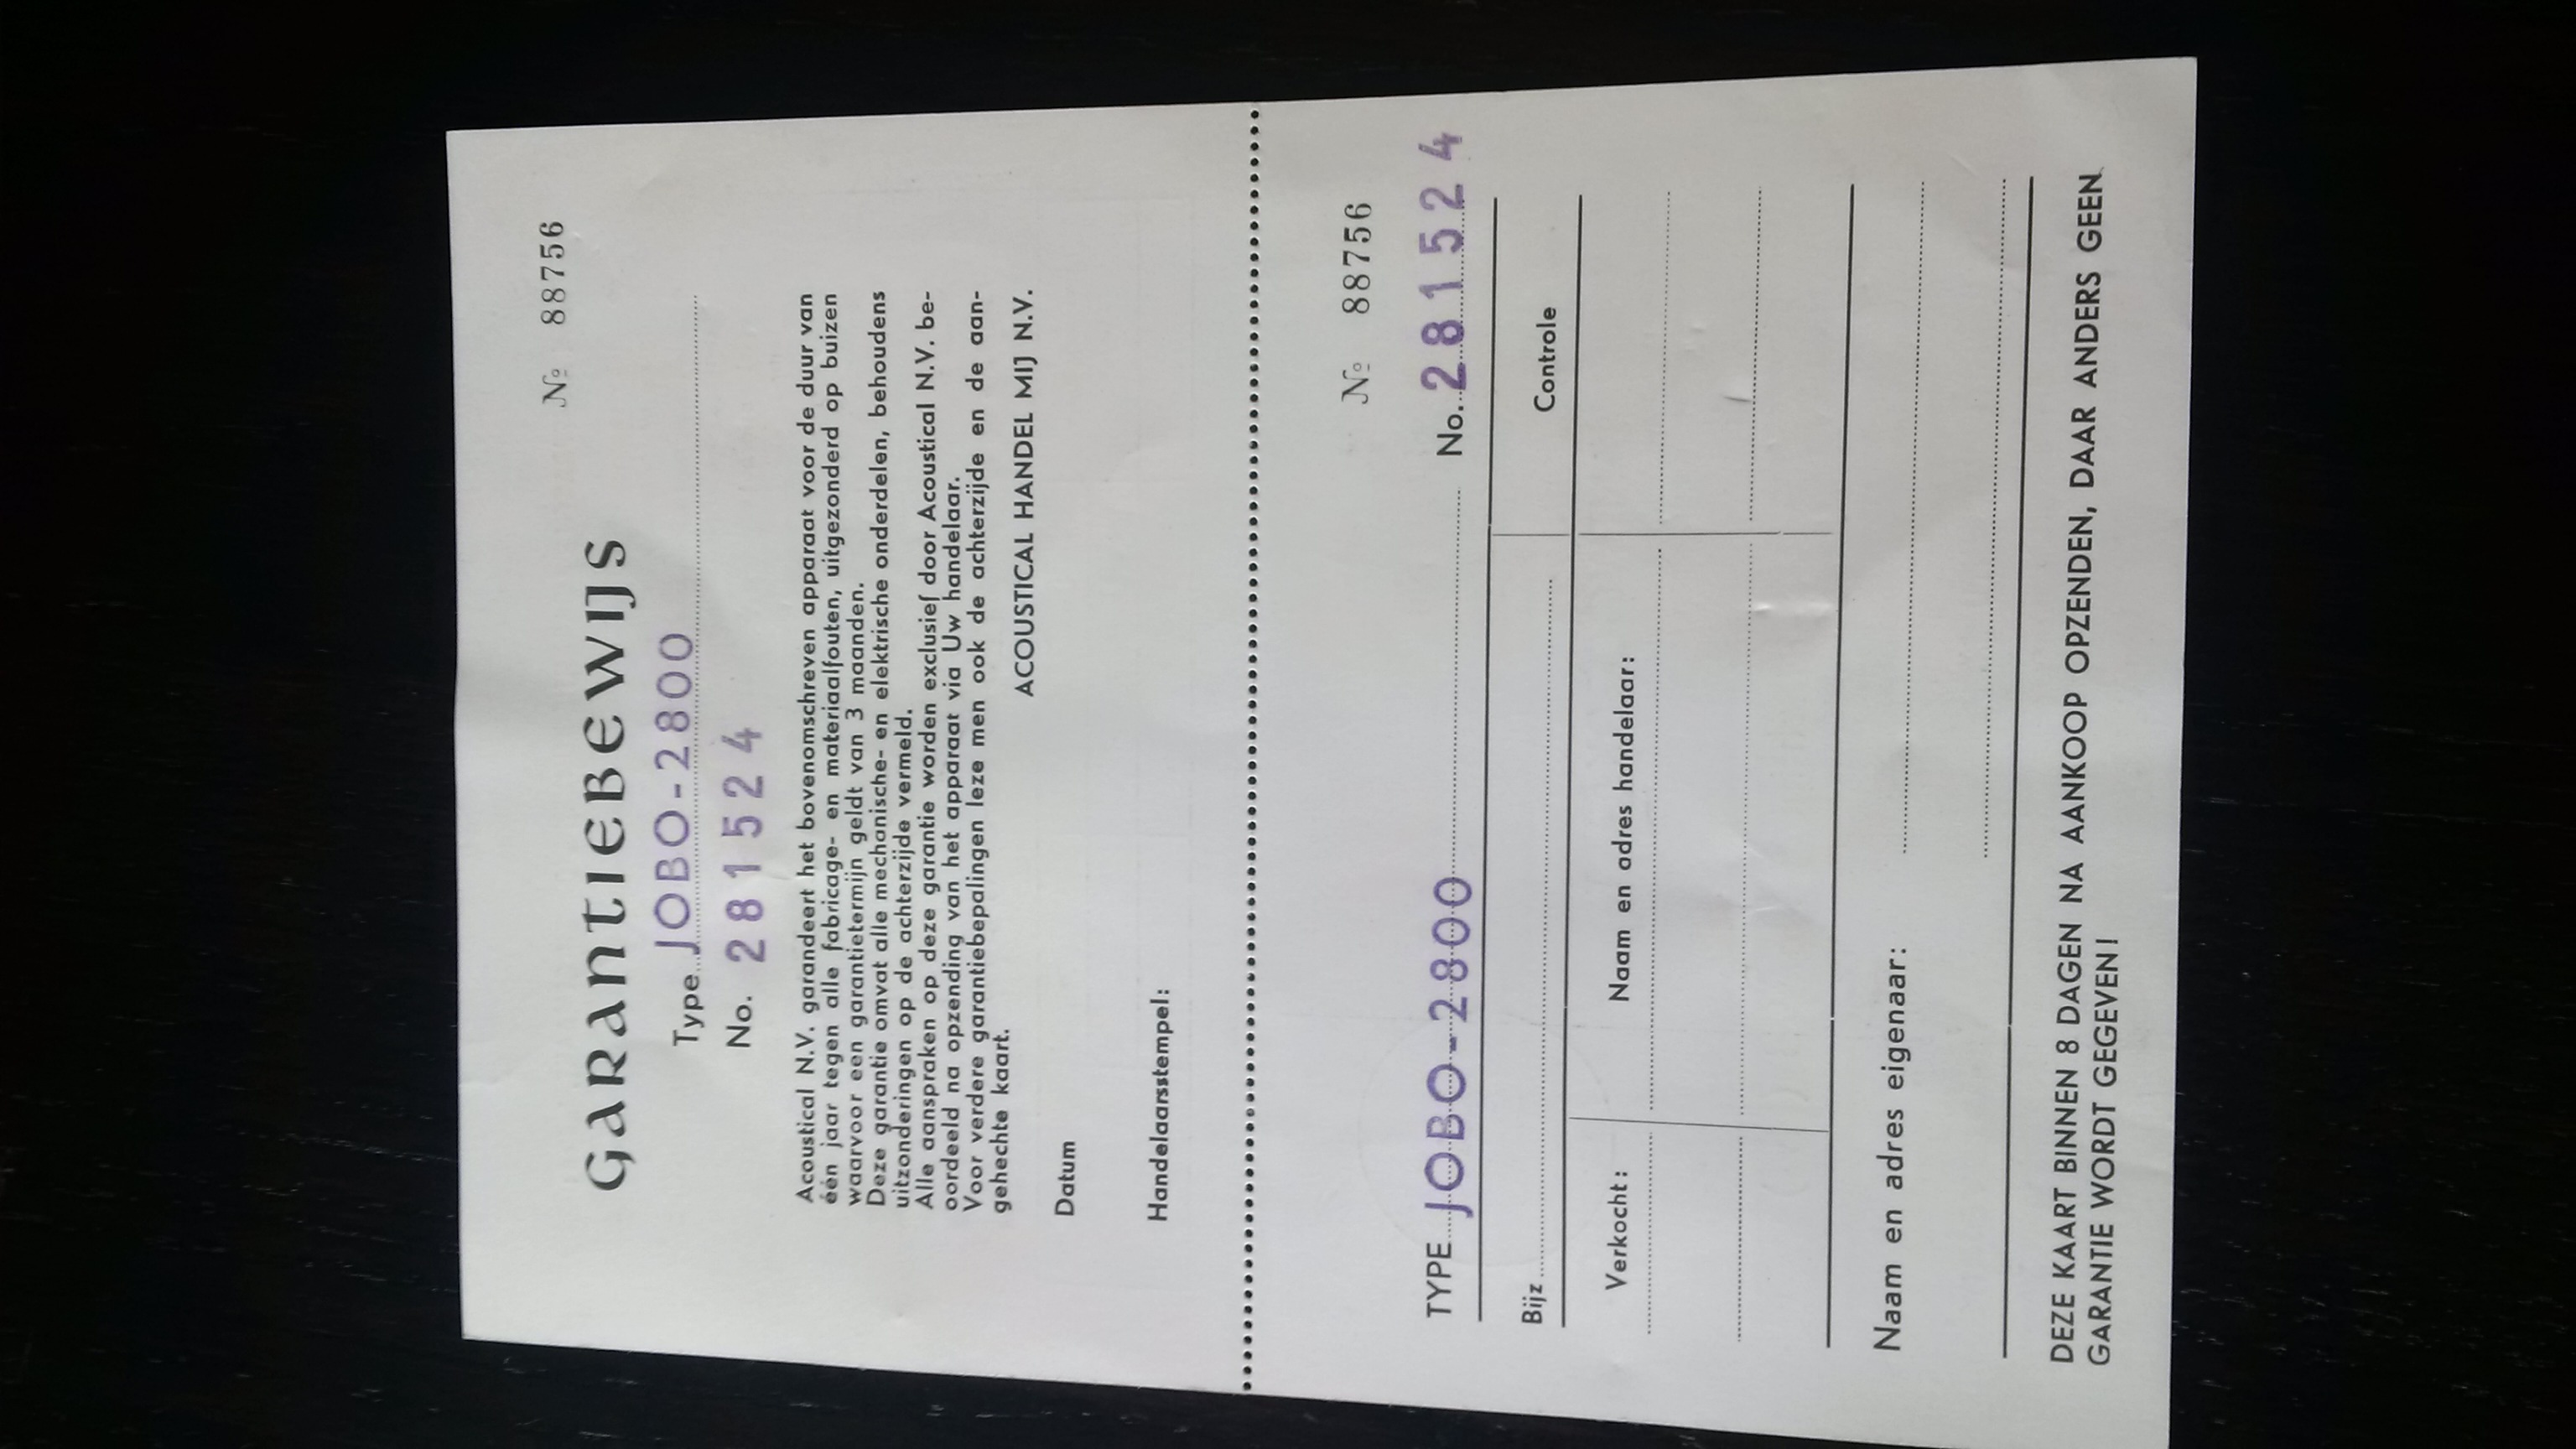 № 88756
GARANTIEBEWIJS
Type JOBO-2800
No. 281524
Acoustical N.V. garandeert het bovenomschreven apparaat voor de duur van
één jaar tegen alle fabricage- en materiaalfouten, uitgezonderd op buizen
waarvoor een garantietermijn geldt van 3 maanden.
Deze garantie omvat alle mechanische- en elektrische onderdelen, behoudens
uitzonderingen op de achterzijde vermeld.
Alle aanspraken op deze garantie worden exclusief door Acoustical N.V. be-
oordeeld na opzending van het apparaat via Uw handelaar.
Voor verdere garantiebepalingen leze men ook de achterzijde en de aan-
gehechte kaart.
ACOUSTICAL HANDEL MIJ N.V.
Datum
Handelaarsstempel:
№ 88756
TYPE JOBO-2800 No. 281524
Bijz Controle
Verkocht: Naam en adres handelaar:
Naam en adres eigenaar:
DEZE KAART BINNEN 8 DAGEN NA AANKOOP OPZENDEN, DAAR ANDERS GEEN
GARANTIE WORDT GEGEVEN!